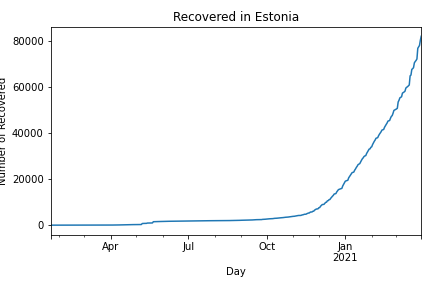 Recovered in Estonia
Number of Recovered
80000
60000
40000
20000
0
Apr
Jul
Oct
Jan
2021
Day